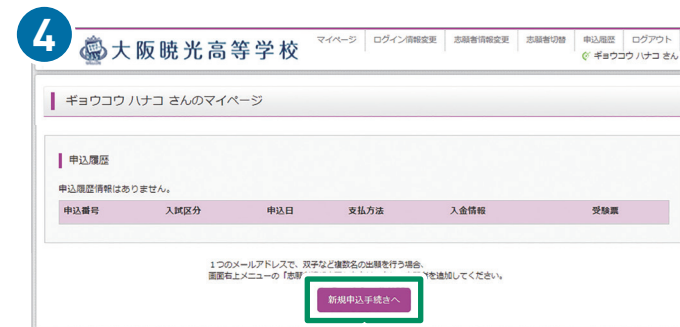 4
大阪暁光高等学校
マイページ ログイン情報変更 志願者情報変更 志願者切替 申込履歴 ログアウト
ギョウコウ ハナコ さん
ギョウコウ ハナコ さんのマイページ
申込履歴
申込履歴情報はありません。
申込番号 入試区分 申込日 支払方法 入金情報 受験票
1つのメールアドレスで、双子など複数名の出願を行う場合、
画面右上メニューの「志願 を追加してください。
新規申込手続きへ